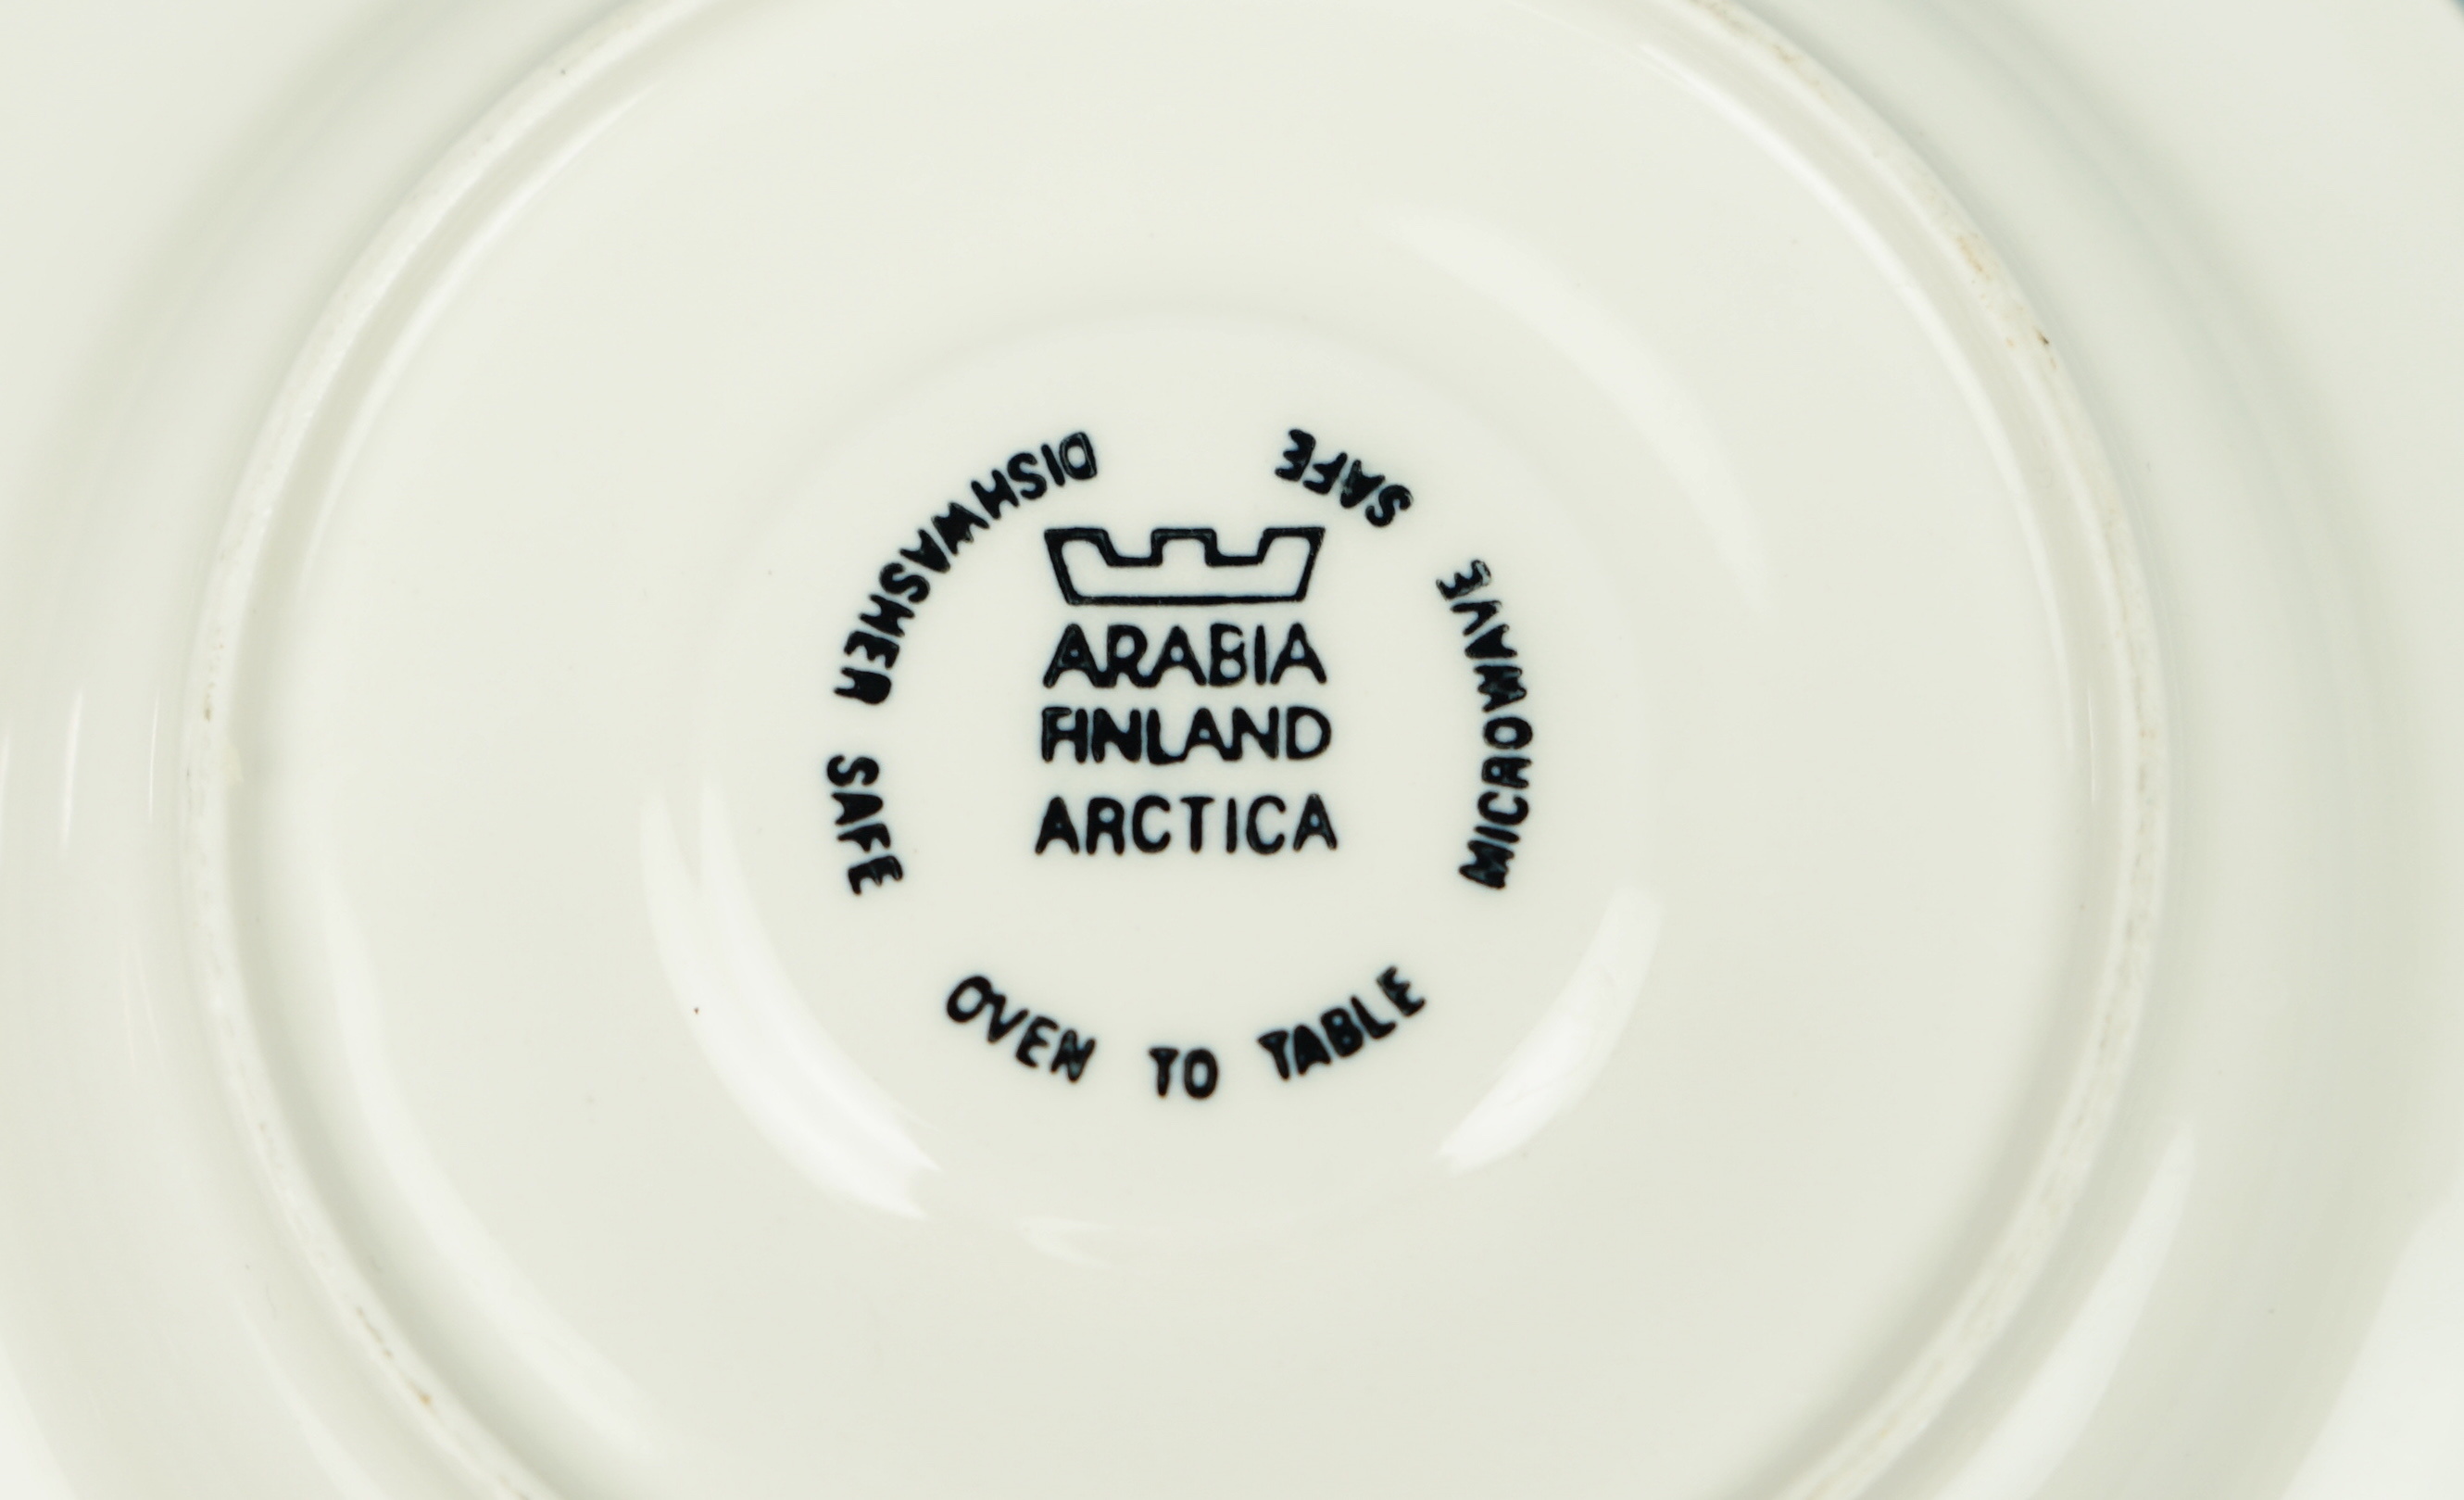 ARABIA
FINLAND
ARCTICA
DISHWASHER SAFE
OVEN TO TABLE
MICROWAVE SAFE